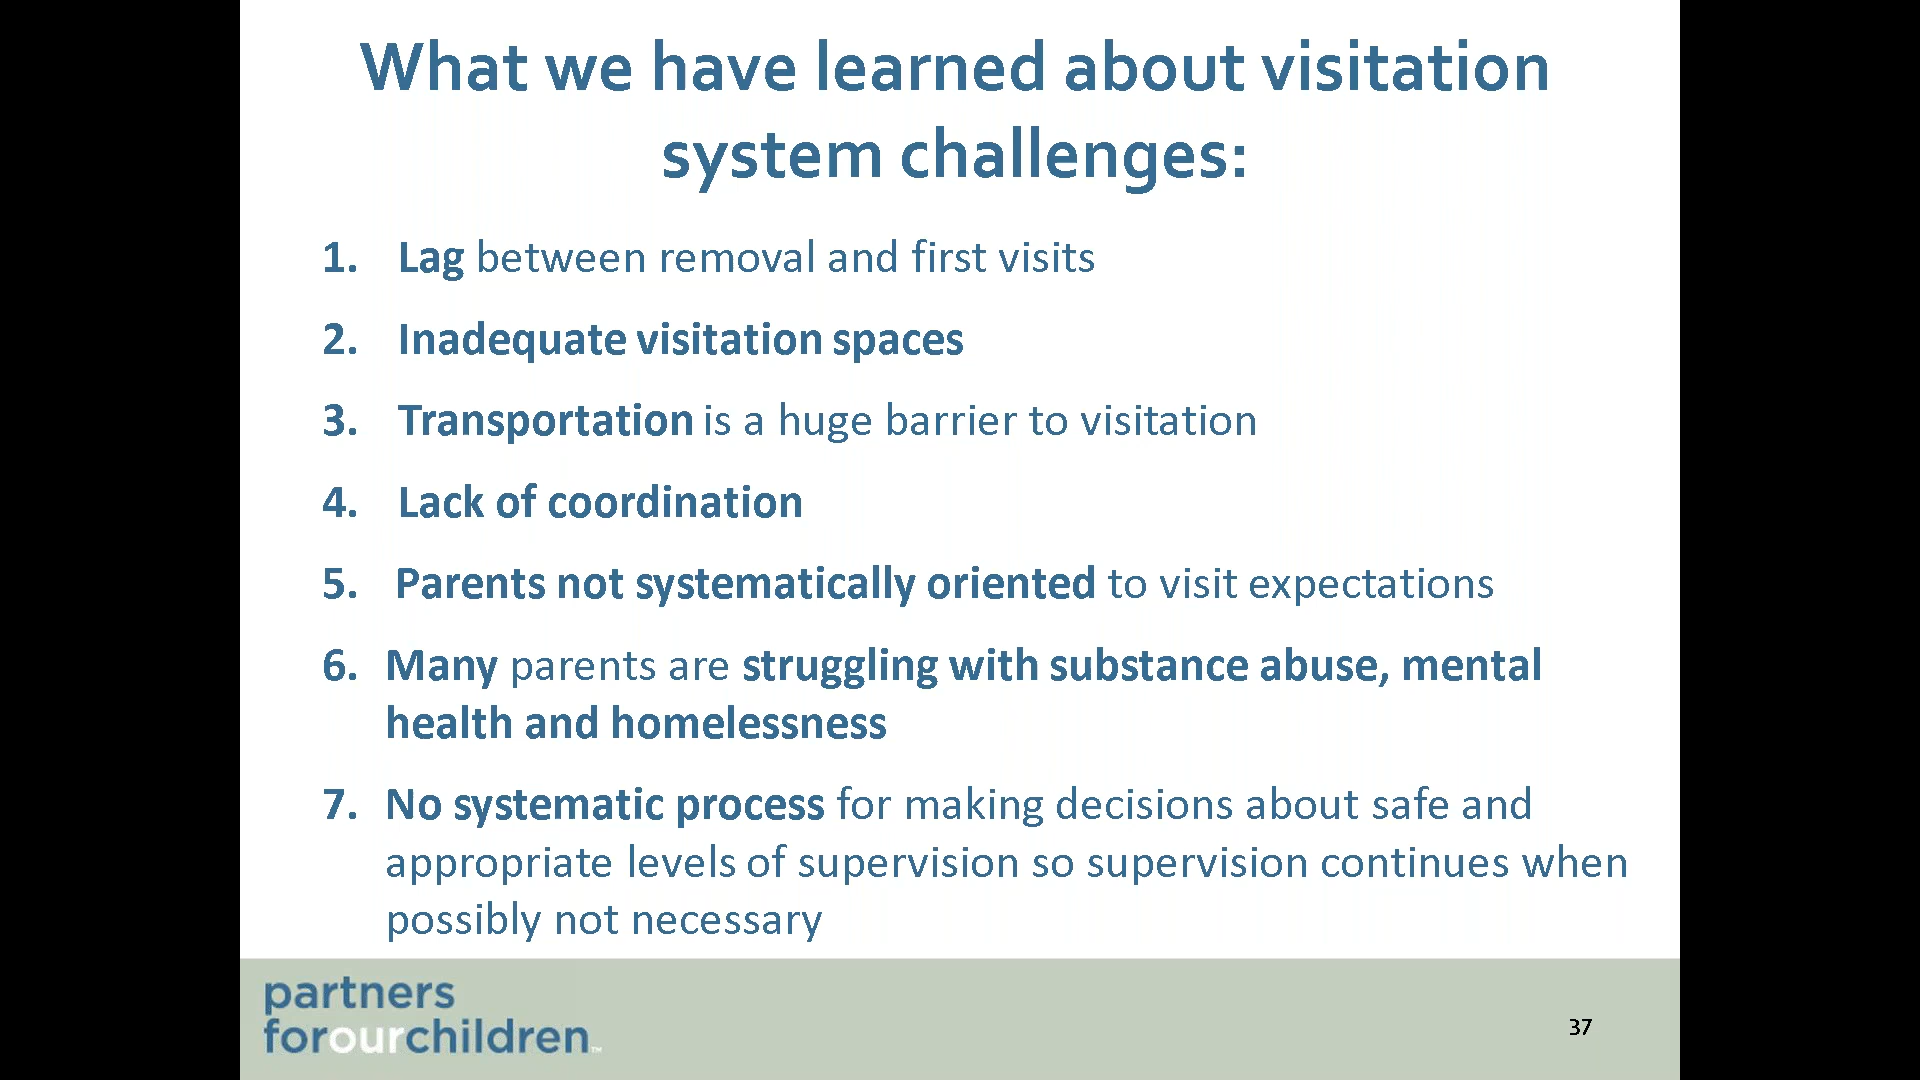 What we have learned about visitation
system challenges:
1. Lag between removal and first visits
2. Inadequate visitation spaces
3. Transportation is a huge barrier to visitation
4. Lack of coordination
5. Parents not systematically oriented to visit expectations
6. Many parents are struggling with substance abuse, mental
health and homelessness
7. No systematic process for making decisions about safe and
appropriate levels of supervision so supervision continues when
possibly not necessary
partners
forourchildren™
37